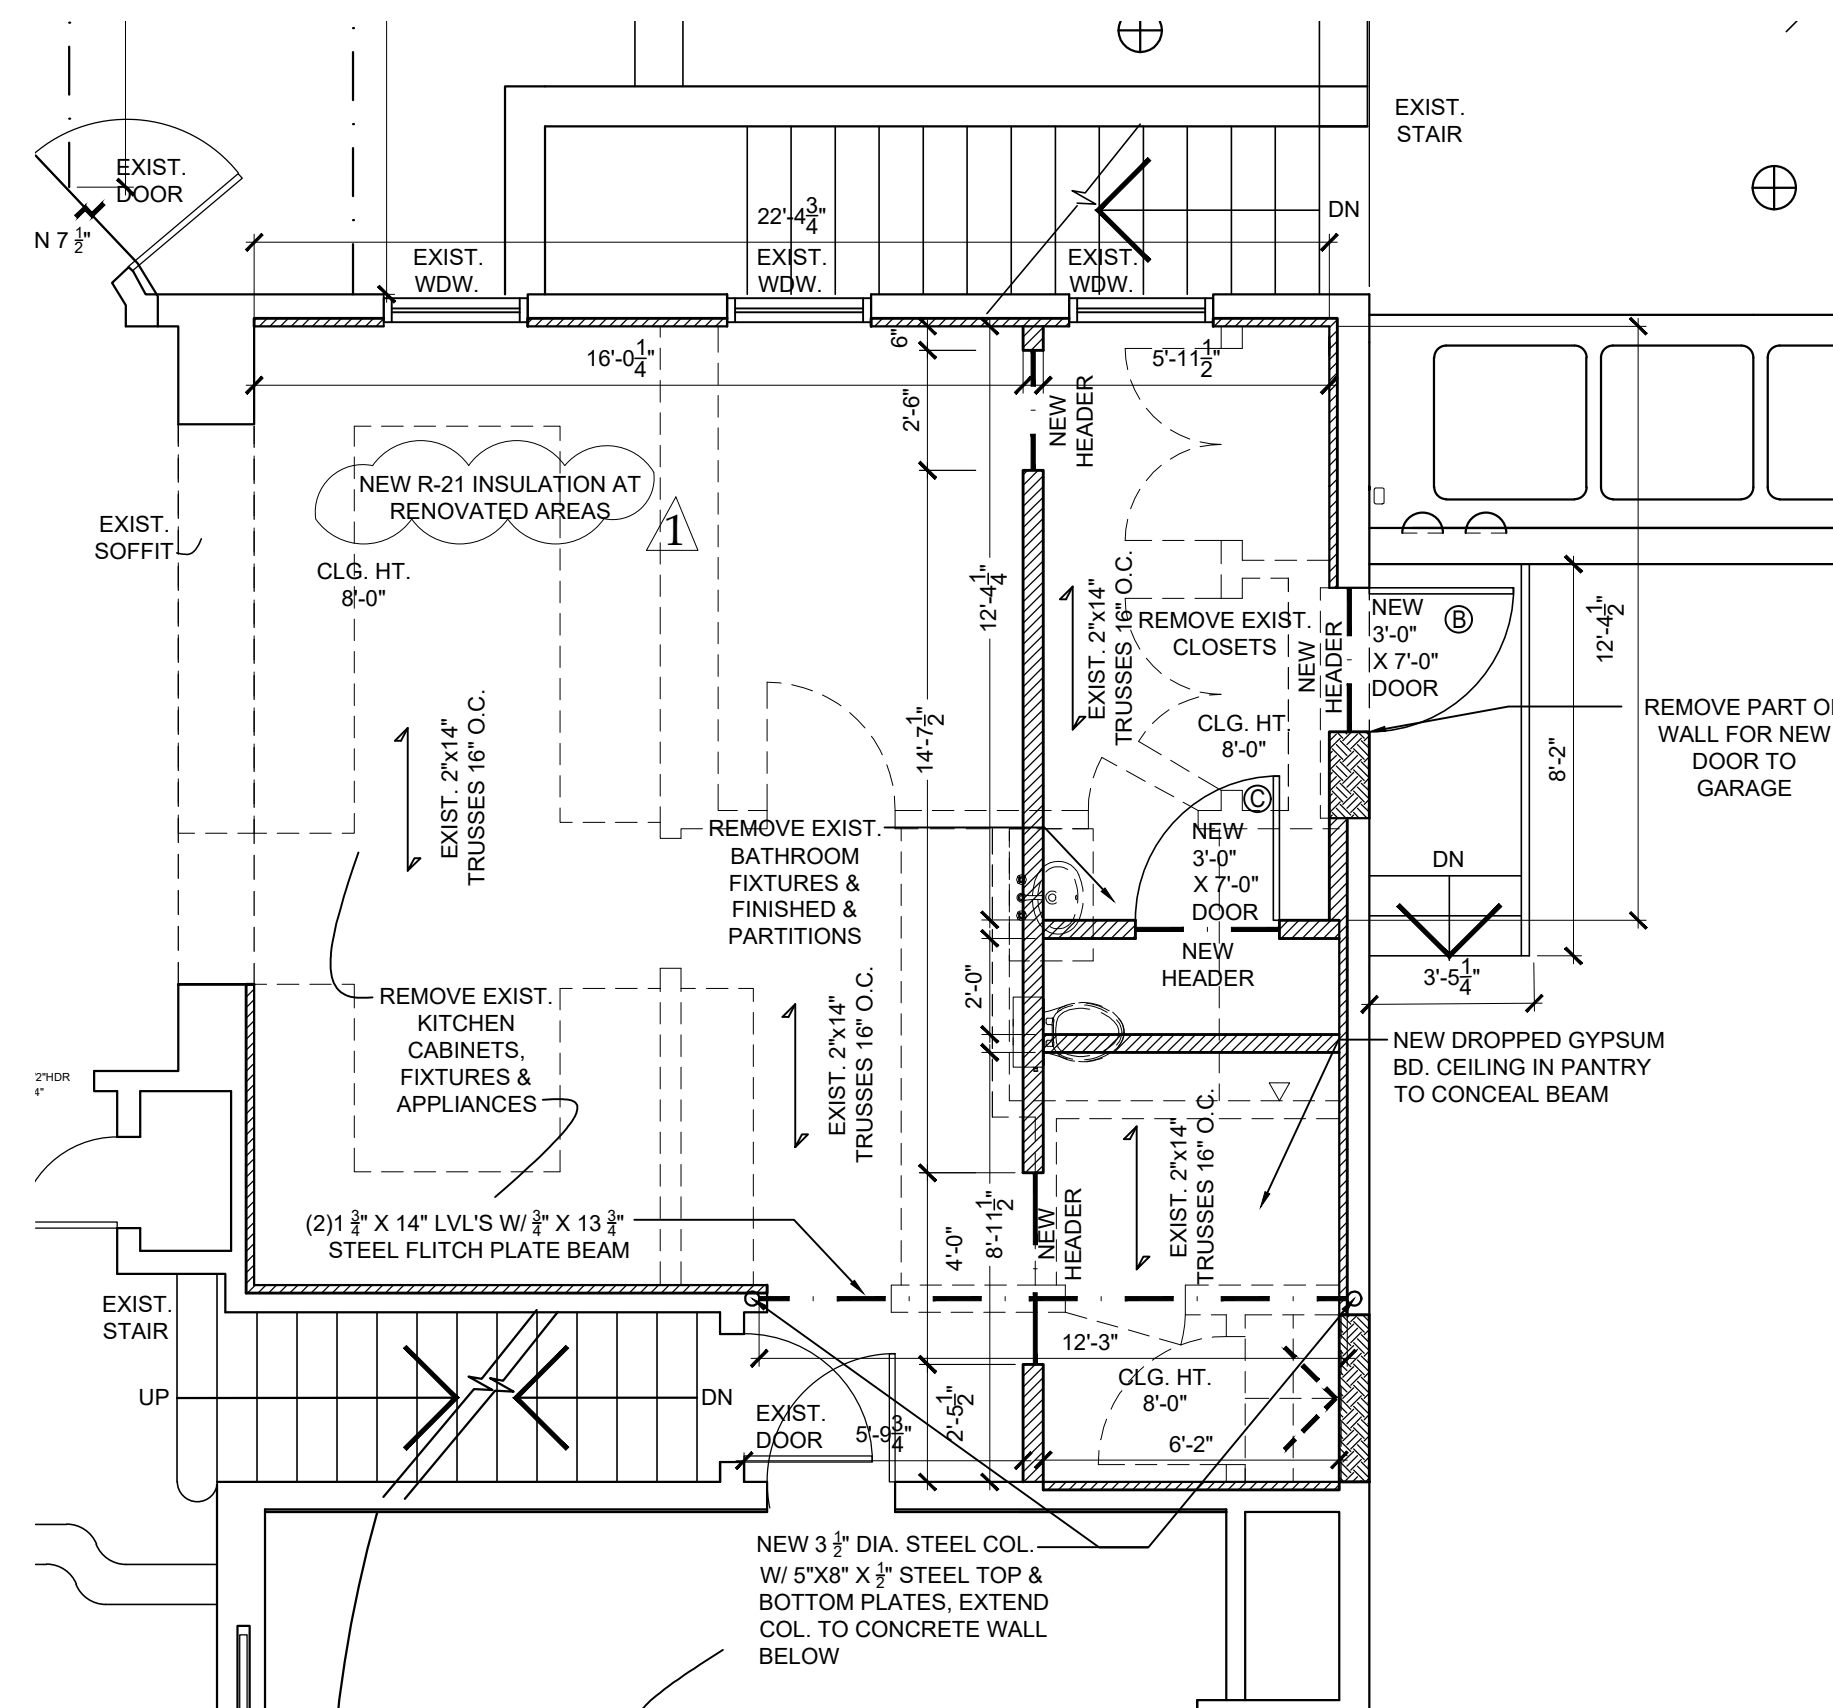 EXIST.
STAIR
EXIST.
DOOR
N 7 1/2"
22'-4 3/4"
DN
EXIST.
WDW.
EXIST.
WDW.
EXIST.
WDW.
6"
16'-0 1/4"
5'-11 1/2"
2'-6"
NEW
HEADER
NEW R-21 INSULATION AT
RENOVATED AREAS
1
EXIST.
SOFFIT
CLG. HT.
8'-0"
12'-4 1/4"
EXIST. 2"x14"
TRUSSES 16" O.C.
REMOVE EXIST.
CLOSETS
NEW
HEADER
NEW
3'-0"
X 7'-0"
DOOR
B
12'-4 1/2"
8'-2"
REMOVE PART O
WALL FOR NEW
DOOR TO
GARAGE
CLG. HT.
8'-0"
EXIST. 2"x14"
TRUSSES 16" O.C.
14'-7 1/2"
C
REMOVE EXIST.
BATHROOM
FIXTURES &
FINISHED &
PARTITIONS
NEW
3'-0"
X 7'-0"
DOOR
DN
NEW
HEADER
3'-5 1/4"
2'-0"
REMOVE EXIST.
KITCHEN
CABINETS,
FIXTURES &
APPLIANCES
EXIST. 2"x14"
TRUSSES 16" O.C.
NEW DROPPED GYPSUM
BD. CEILING IN PANTRY
TO CONCEAL BEAM
2"HDR
4"
EXIST. 2"x14"
TRUSSES 16" O.C.
(2)1 3/4" X 14" LVL'S W/ 3/4" X 13 3/4"
STEEL FLITCH PLATE BEAM
4'-0"
8'-11 1/2"
NEW
HEADER
EXIST.
STAIR
12'-3"
CLG. HT.
8'-0"
UP
DN
EXIST.
DOOR
5'-9 3/4"
2'-5 1/2"
6'-2"
NEW 3 1/2" DIA. STEEL COL.
W/ 5"X8" X 1/2" STEEL TOP &
BOTTOM PLATES, EXTEND
COL. TO CONCRETE WALL
BELOW